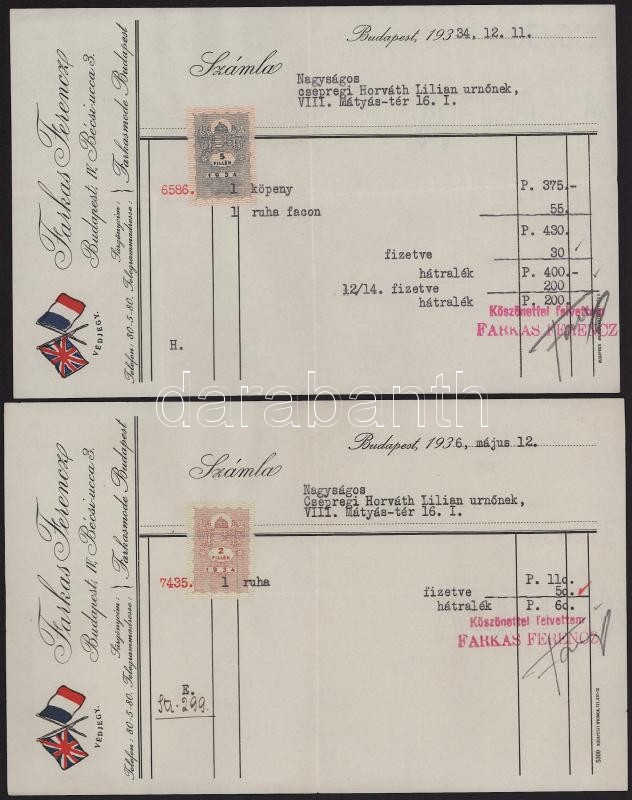 Farkas Ferencz
Budapest, IV. Bécsi-ucca 3.
Sürgönycim:
Telegrammadresse:
Farkasmode Budapest
Telefon: 80-5-80.
VÉDJEGY.
Budapest, 1934. 12. 11.
Számla
Nagyságos
csepregi Horváth Lilian urnőnek,
VIII. Mátyás-tér 16. I.
5
FILLÉR
1934
6586. 1 köpeny P. 375.-
1 ruha facon 55.
P. 430.
fizetve 30
hátralék P. 400.-
12/14. fizetve 200
hátralék P. 200.
Köszönettel felvettem
FARKAS FERENCZ
H.
darabanth
Farkas Ferencz
Budapest, IV. Bécsi-ucca 3.
Sürgönycim:
Telegrammadresse:
Farkasmode Budapest
Telefon: 80-5-80.
VÉDJEGY.
Budapest, 1936, május 12.
Számla
Nagyságos
Csepregi Horváth Lilian urnőnek,
VIII. Mátyás-tér 16. I.
2
FILLÉR
1934
7435. 1 ruha P. 110.
fizetve 50.
hátralék P. 60.
Köszönettel felvettem
FARKAS FERENCZ
E.
299.